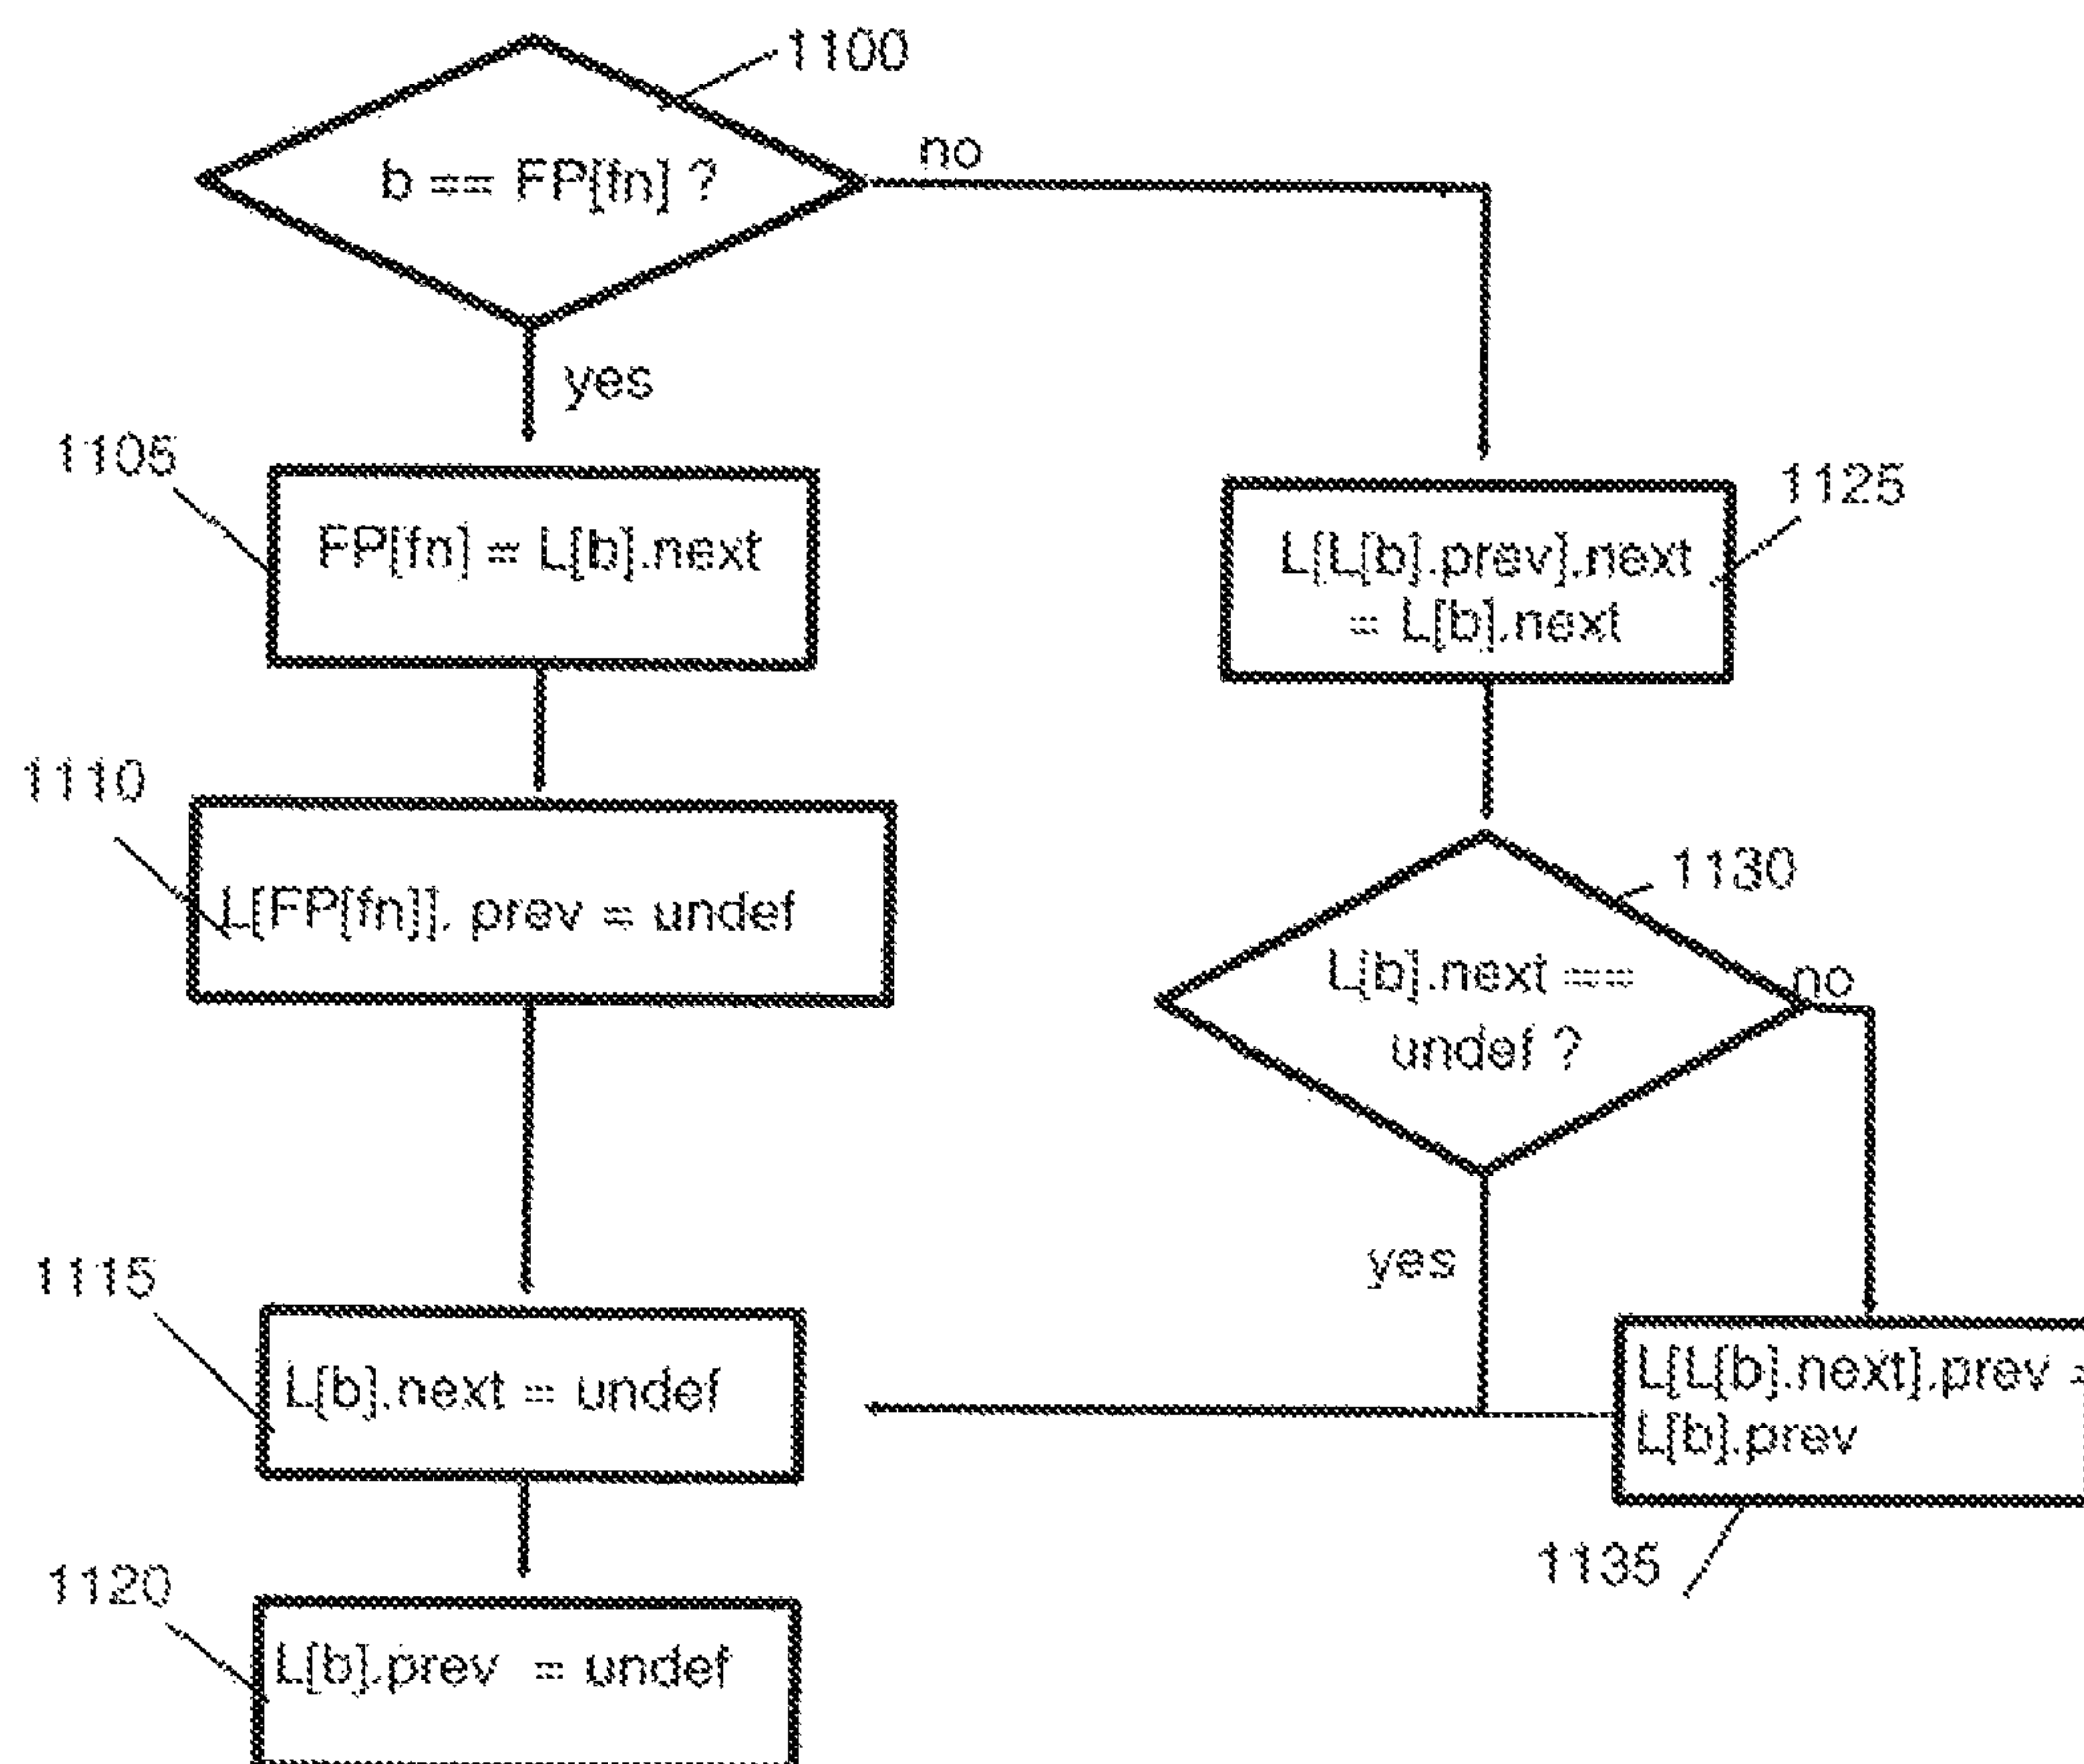 1100
b == FP[fn] ?
no
yes
1105
FP[fn] = L[b].next
1125
L[L[b].prev].next
= L[b].next
1110
L[FP[fn]]. prev = undef
1130
L[b].next ==
undef ?
no
yes
1115
L[b].next = undef
L[L[b].next].prev =
L[b].prev
1135
1120
L[b].prev = undef